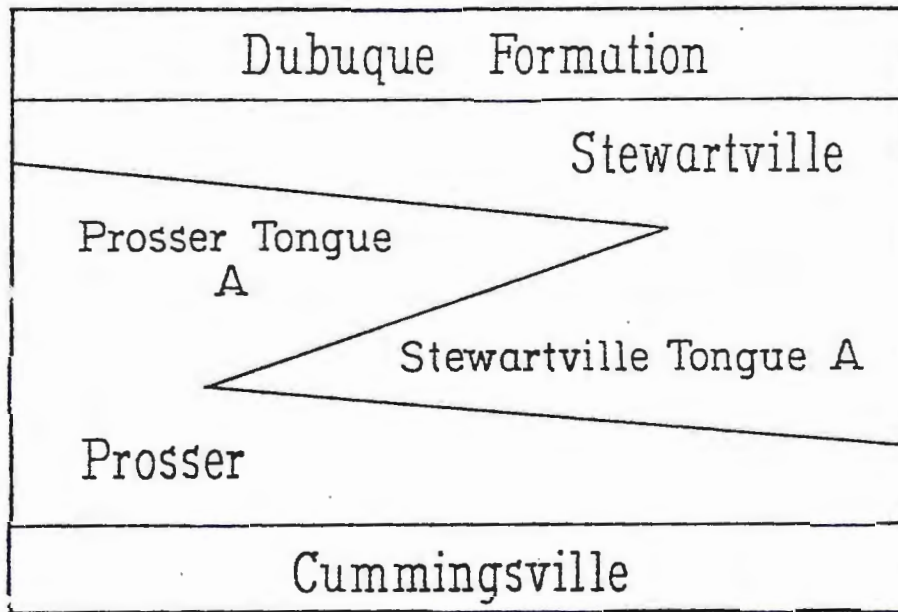 Dubuque Formation
Stewartville
Prosser Tongue
A
Stewartville Tongue A
Prosser
Cummingsville